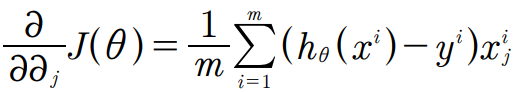 ∂/∂∂_j J(θ) = 1/m ∑_{i=1}^{m} (h_θ(x^i) − y^i)x_j^i